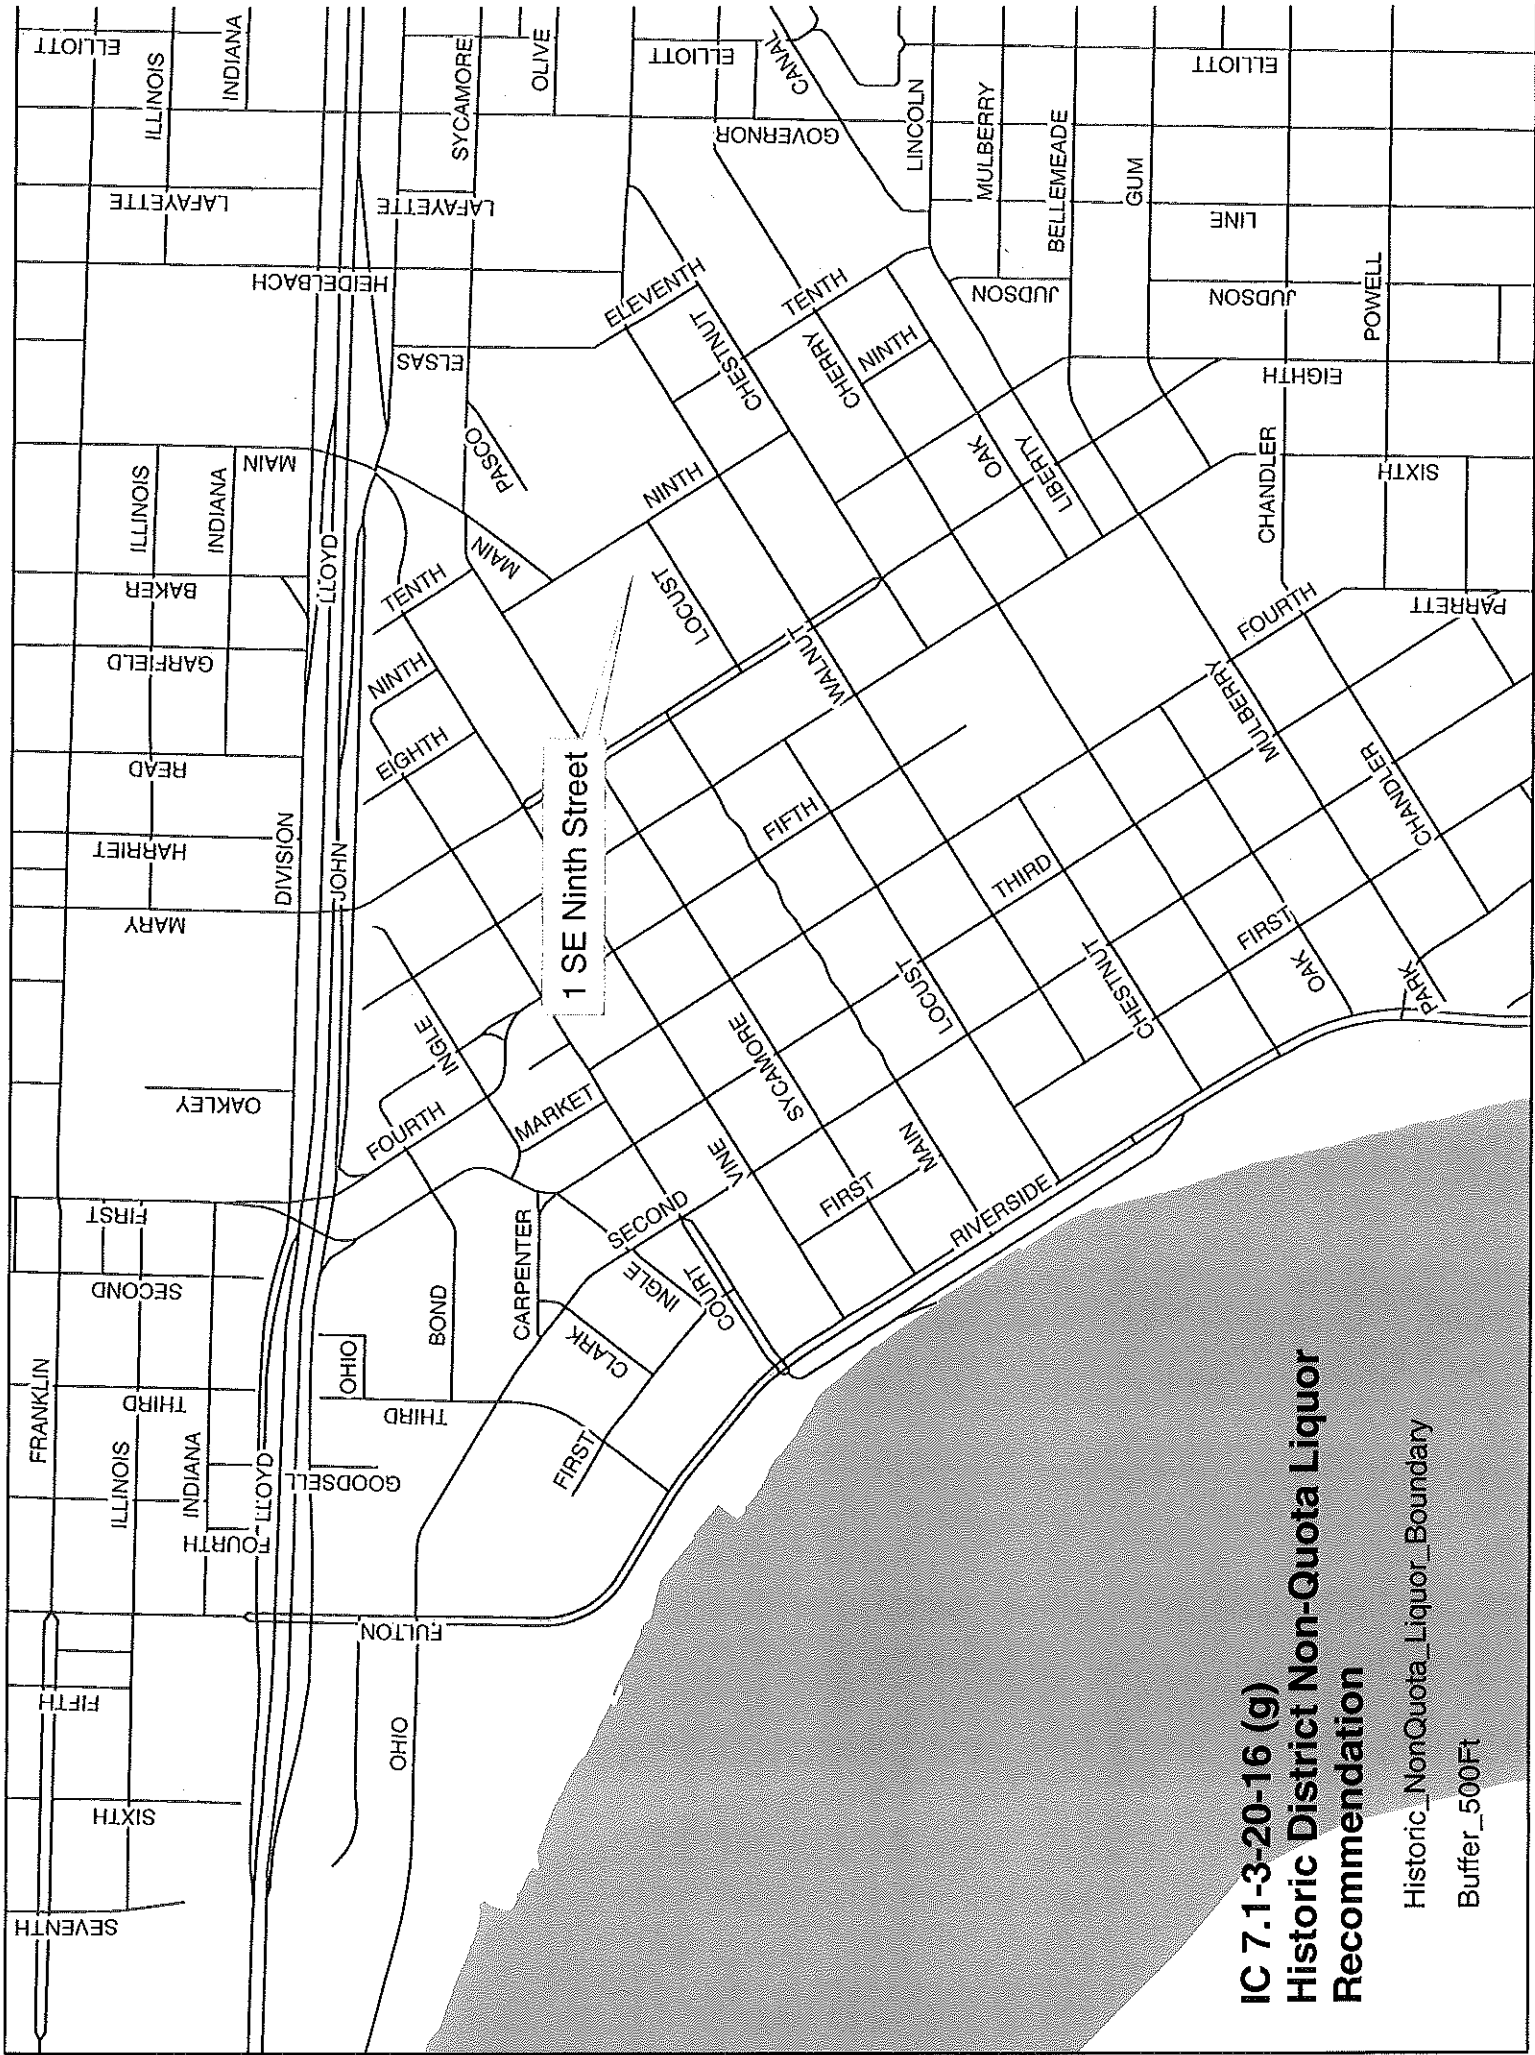 IC 7.1-3-20-16 (g)
Historic District Non-Quota Liquor
Recommendation
Historic_NonQuota_Liquor_Boundary
Buffer_500Ft
1 SE Ninth Street
SEVENTH
SIXTH
FIFTH
FULTON
OHIO
FRANKLIN
ILLINOIS
INDIANA
FOURTH
LLOYD
GOODSELL
THIRD
SECOND
FIRST
OHIO
THIRD
BOND
CARPENTER
CLARK
FIRST
INGLE
COURT
SECOND
OAKLEY
MARY
HARRIET
READ
GARFIELD
BAKER
ILLINOIS
INDIANA
MAIN
DIVISION
JOHN
LLOYD
FOURTH
INGLE
MARKET
VINE
SYCAMORE
FIRST
MAIN
RIVERSIDE
EIGHTH
NINTH
TENTH
MAIN
PASCO
NINTH
LOCUST
WALNUT
FIFTH
THIRD
LOCUST
CHESTNUT
FIRST
OAK
PARK
CHANDLER
MULBERRY
FOURTH
PARRETT
ELLIOTT
ILLINOIS
INDIANA
LAFAYETTE
HEIDELBACH
SYCAMORE
OLIVE
LAFAYETTE
ELSAS
ELEVENTH
CHESTNUT
TENTH
CHERRY
NINTH
OAK
LIBERTY
ELLIOTT
CANAL
GOVERNOR
LINCOLN
MULBERRY
BELLEMEADE
GUM
ELLIOTT
LINE
JUDSON
JUDSON
POWELL
EIGHTH
CHANDLER
SIXTH